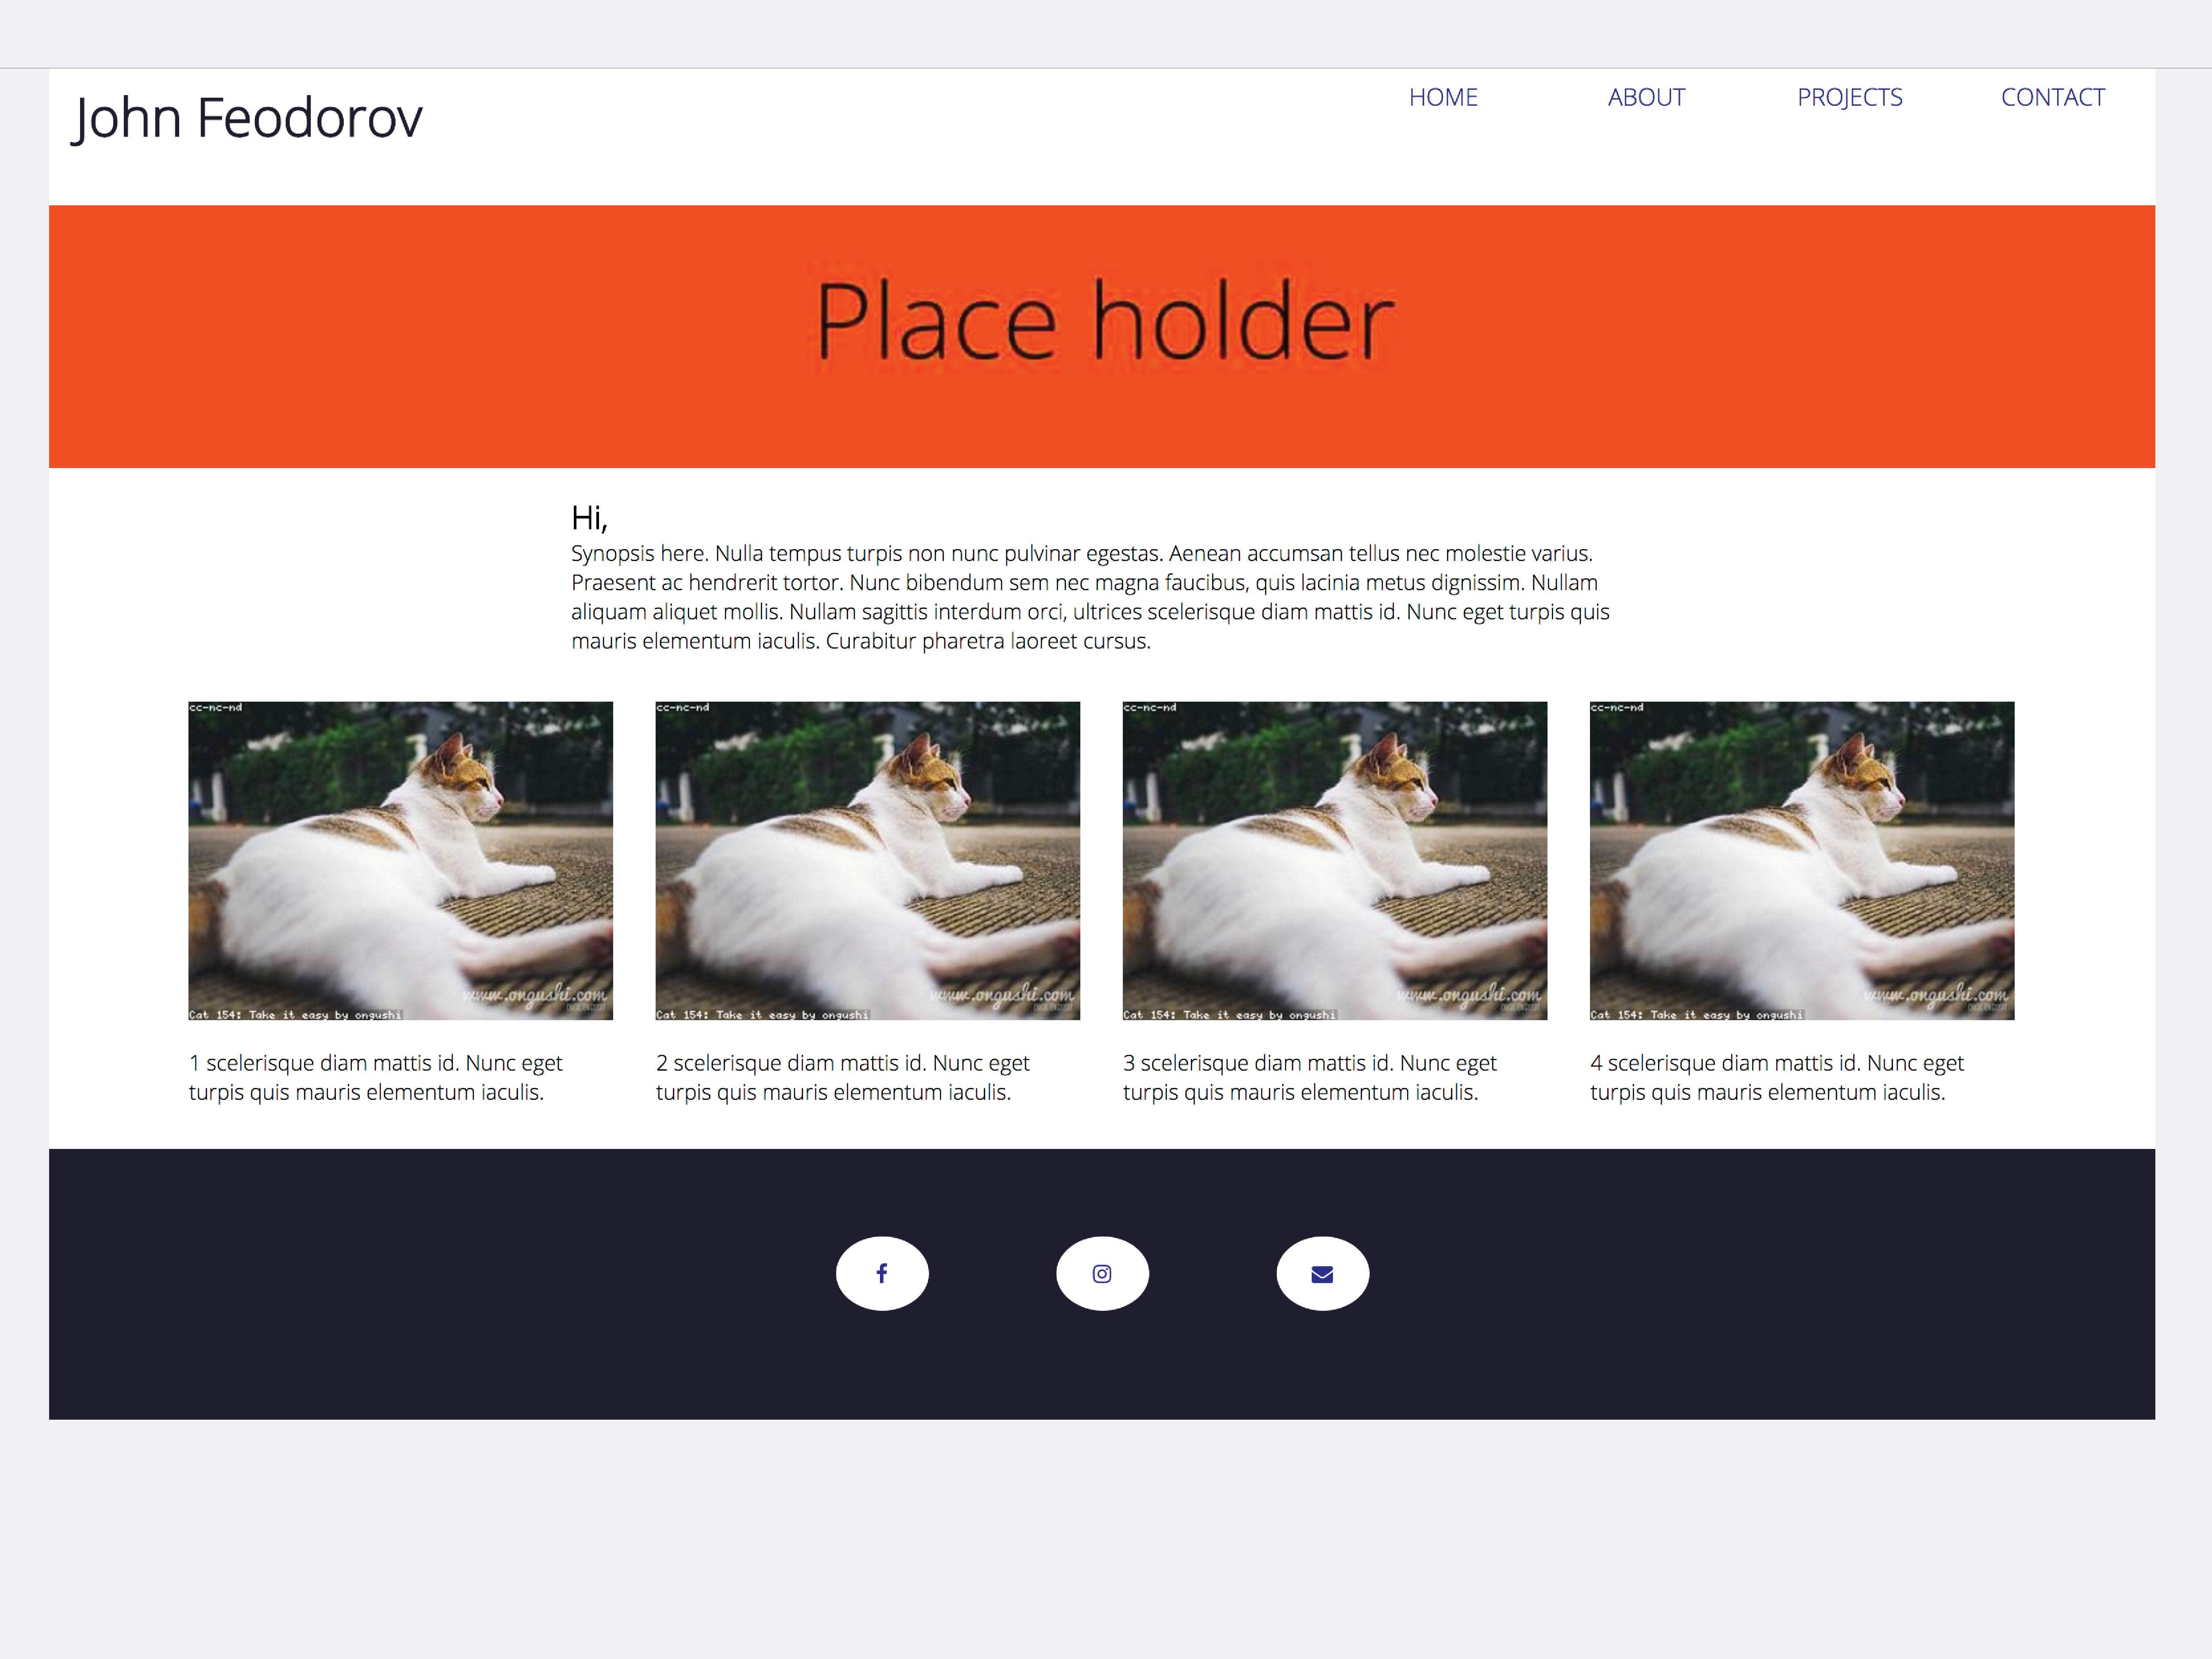 John Feodorov
HOME ABOUT PROJECTS CONTACT
Place holder
Hi,
Synopsis here. Nulla tempus turpis non nunc pulvinar egestas. Aenean accumsan tellus nec molestie varius.
Praesent ac hendrerit tortor. Nunc bibendum sem nec magna faucibus, quis lacinia metus dignissim. Nullam
aliquam aliquet mollis. Nullam sagittis interdum orci, ultrices scelerisque diam mattis id. Nunc eget turpis quis
mauris elementum iaculis. Curabitur pharetra laoreet cursus.
cc-nc-nd
www.ongushi.com
Cat 154: Take it easy by ongushi
1 scelerisque diam mattis id. Nunc eget
turpis quis mauris elementum iaculis.
cc-nc-nd
www.ongushi.com
Cat 154: Take it easy by ongushi
2 scelerisque diam mattis id. Nunc eget
turpis quis mauris elementum iaculis.
cc-nc-nd
www.ongushi.com
Cat 154: Take it easy by ongushi
3 scelerisque diam mattis id. Nunc eget
turpis quis mauris elementum iaculis.
cc-nc-nd
www.ongushi.com
Cat 154: Take it easy by ongushi
4 scelerisque diam mattis id. Nunc eget
turpis quis mauris elementum iaculis.